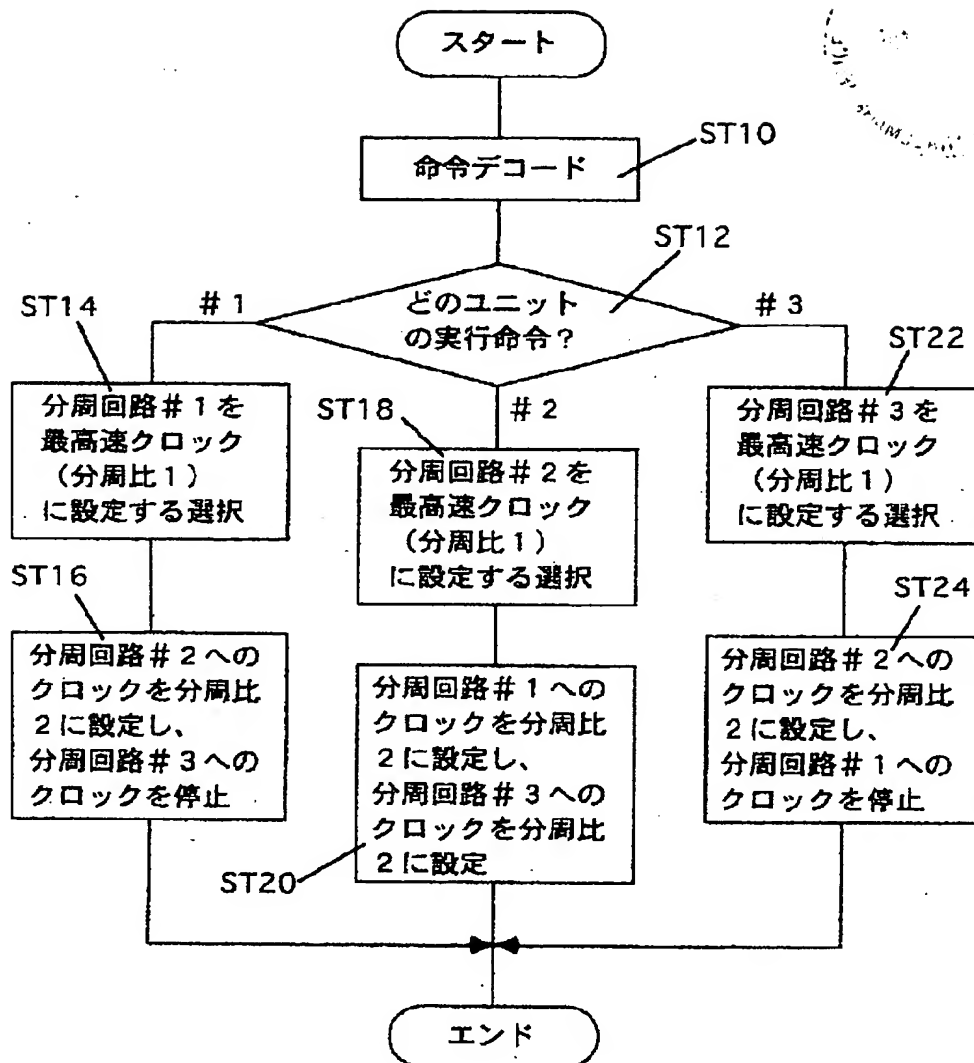 スタート
ST10
命令デコード
ST12
どのユニット
の実行命令?
#1
#2
#3
ST14
分周回路#1を
最高速クロック
(分周比1)
に設定する選択
ST16
分周回路#2への
クロックを分周比
2に設定し、
分周回路#3への
クロックを停止
ST18
分周回路#2を
最高速クロック
(分周比1)
に設定する選択
分周回路#1への
クロックを分周比
2に設定し、
分周回路#3への
クロックを分周比
2に設定
ST20
ST22
分周回路#3を
最高速クロック
(分周比1)
に設定する選択
ST24
分周回路#2への
クロックを分周比
2に設定し、
分周回路#1への
クロックを停止
エンド